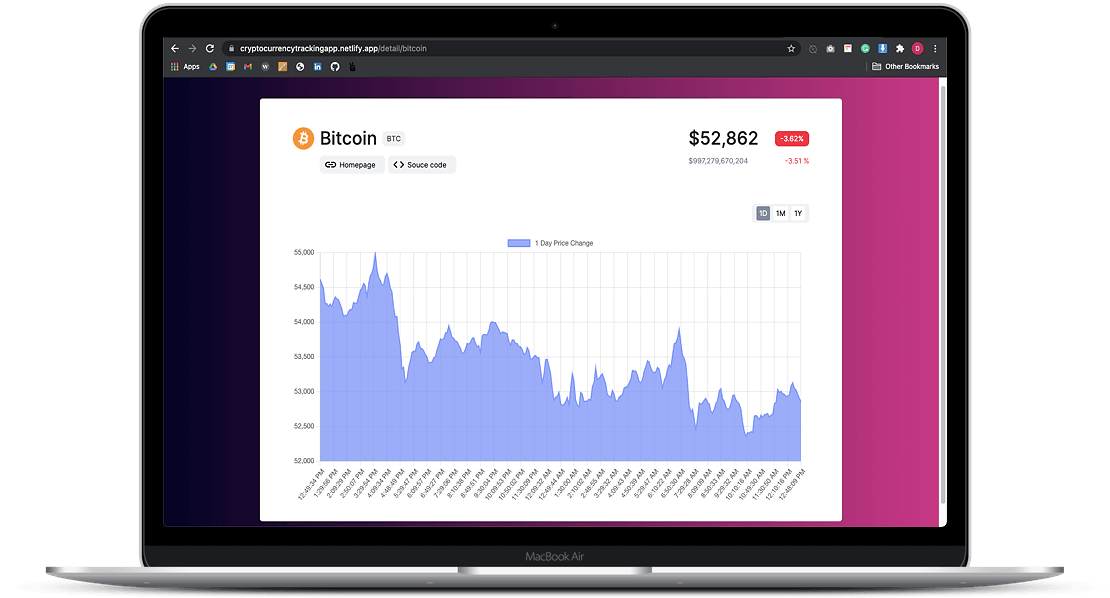 cryptocurrencytrackingapp.netlify.app/detail/bitcoin
Apps
Other Bookmarks
Bitcoin BTC
$52,862 -3.62%
Homepage Souce code
$997,279,670,204 -3.51 %
1D 1M 1Y
1 Day Price Change
55,000
54,500
54,000
53,500
53,000
52,500
52,000
12:49:34 PM
1:29:56 PM
2:09:29 PM
2:50:07 PM
3:29:54 PM
4:09:34 PM
4:48:49 PM
5:29:47 PM
6:09:57 PM
6:49:27 PM
7:29:06 PM
8:10:38 PM
8:49:51 PM
9:30:04 PM
10:09:53 PM
10:50:02 PM
11:30:09 PM
12:09:32 AM
12:49:44 AM
1:30:00 AM
2:10:02 AM
2:48:55 AM
3:29:32 AM
4:09:43 AM
4:50:39 AM
5:29:47 AM
6:10:22 AM
6:50:30 AM
7:29:28 AM
8:09:09 AM
8:50:33 AM
9:29:32 AM
10:10:16 AM
10:49:30 AM
11:30:50 AM
12:10:16 PM
12:48:09 PM
MacBook Air